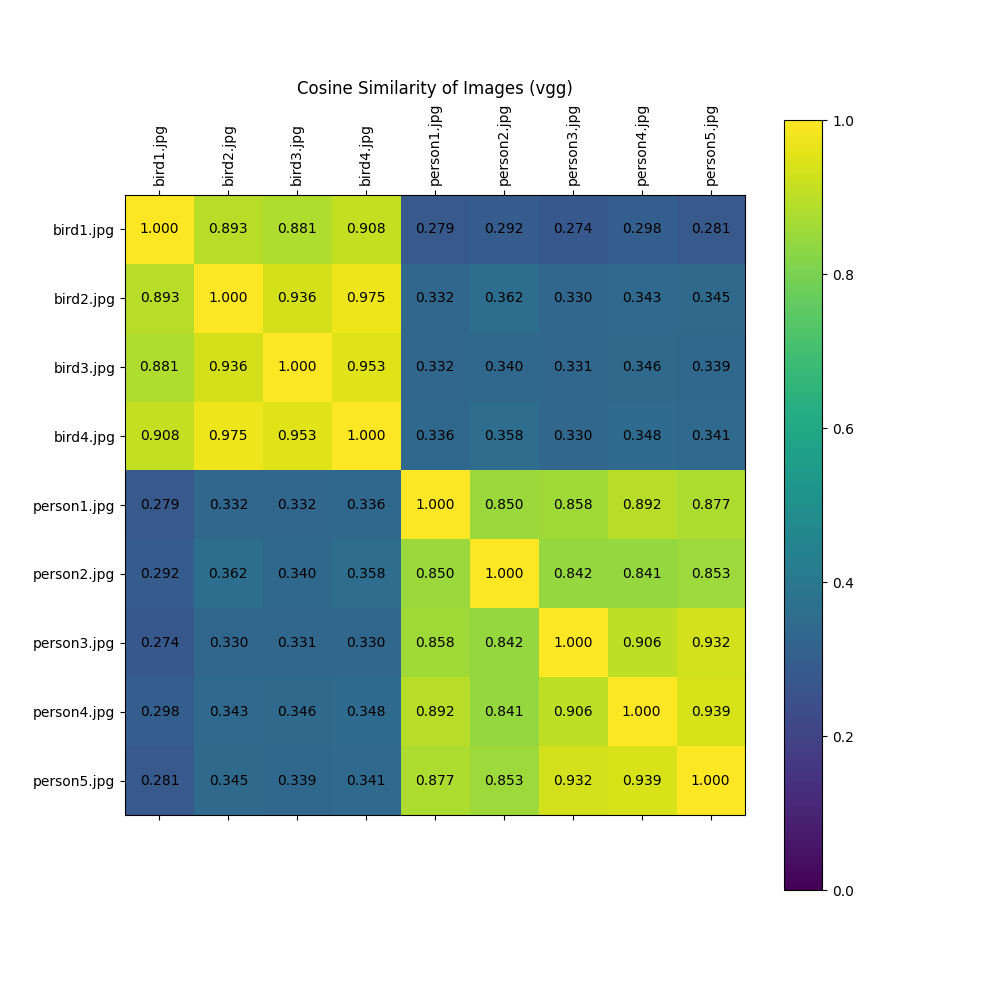 Cosine Similarity of Images (vgg)
bird1.jpg bird2.jpg bird3.jpg bird4.jpg person1.jpg person2.jpg person3.jpg person4.jpg person5.jpg
bird1.jpg 1.000 0.893 0.881 0.908 0.279 0.292 0.274 0.298 0.281
bird2.jpg 0.893 1.000 0.936 0.975 0.332 0.362 0.330 0.343 0.345
bird3.jpg 0.881 0.936 1.000 0.953 0.332 0.340 0.331 0.346 0.339
bird4.jpg 0.908 0.975 0.953 1.000 0.336 0.358 0.330 0.348 0.341
person1.jpg 0.279 0.332 0.332 0.336 1.000 0.850 0.858 0.892 0.877
person2.jpg 0.292 0.362 0.340 0.358 0.850 1.000 0.842 0.841 0.853
person3.jpg 0.274 0.330 0.331 0.330 0.858 0.842 1.000 0.906 0.932
person4.jpg 0.298 0.343 0.346 0.348 0.892 0.841 0.906 1.000 0.939
person5.jpg 0.281 0.345 0.339 0.341 0.877 0.853 0.932 0.939 1.000
1.0
0.8
0.6
0.4
0.2
0.0